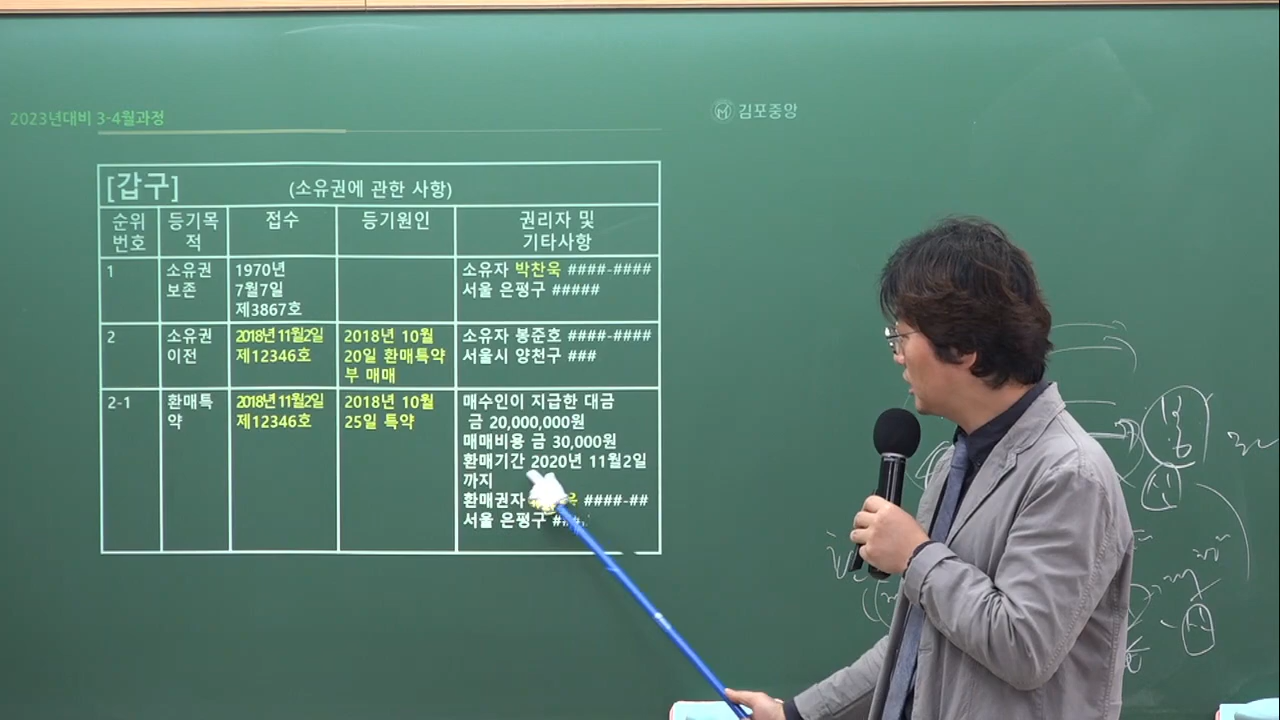 2023년대비 3-4월과정
김포중앙
[갑구] (소유권에 관한 사항)
순위
번호
등기목
적
접수
등기원인
권리자 및
기타사항
1
소유권
보존
1970년
7월7일
제3867호
소유자 박찬욱 ####-####
서울 은평구 #####
2
소유권
이전
2018년 11월2일
제12346호
2018년 10월
20일 환매특약
부 매매
소유자 봉준호 ####-####
서울시 양천구 ###
2-1
환매특
약
2018년 11월2일
제12346호
2018년 10월
25일 특약
매수인이 지급한 대금
금 20,000,000원
매매비용 금 30,000원
환매기간 2020년 11월2일
까지
환매권자 욱 ####-##
서울 은평구
봉
신
신